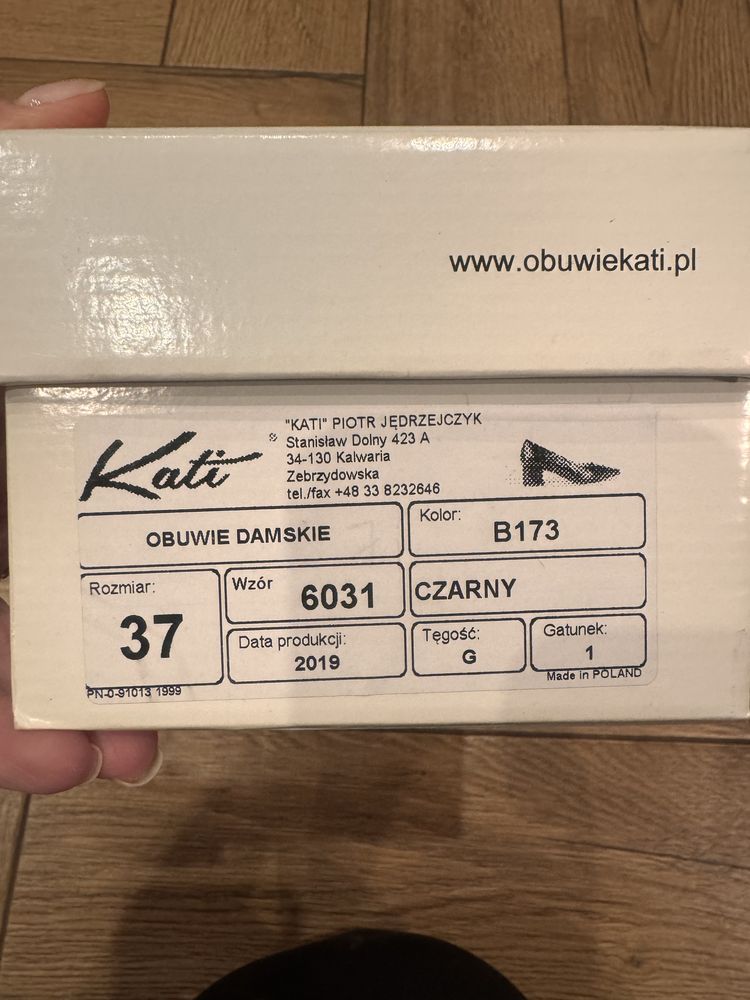 www.obuwiekati.pl
Kati ®
"KATI" PIOTR JĘDRZEJCZYK
Stanisław Dolny 423 A
34-130 Kalwaria
Zebrzydowska
tel./fax +48 33 8232646
OBUWIE DAMSKIE
Kolor:
B173
Rozmiar:
37
Wzór
6031
CZARNY
Data produkcji:
2019
Tęgość:
G
Gatunek:
1
PN-0-91013 1999
Made in POLAND